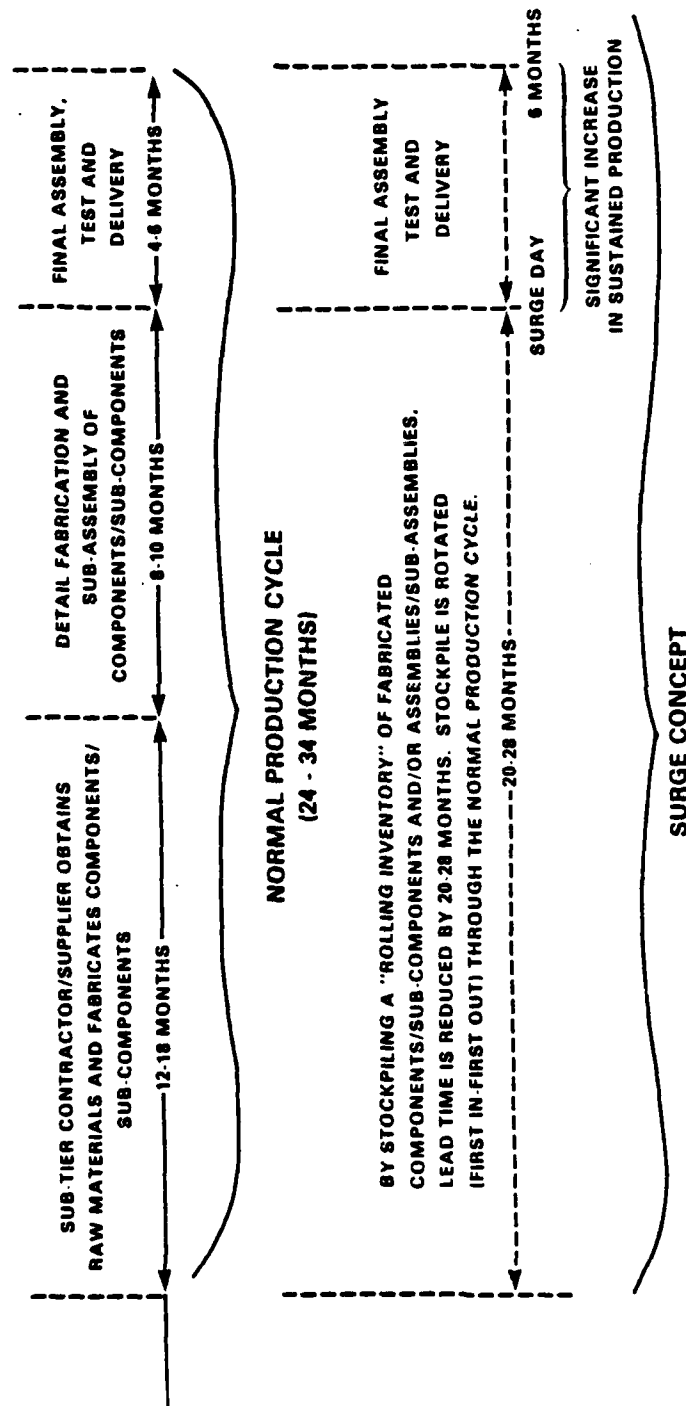 SUB-TIER CONTRACTOR/SUPPLIER OBTAINS
RAW MATERIALS AND FABRICATES COMPONENTS/
SUB-COMPONENTS
12-18 MONTHS
DETAIL FABRICATION AND
SUB-ASSEMBLY OF
COMPONENTS/SUB-COMPONENTS
8-10 MONTHS
FINAL ASSEMBLY,
TEST AND
DELIVERY
4-6 MONTHS
NORMAL PRODUCTION CYCLE
(24 - 34 MONTHS)
BY STOCKPILING A "ROLLING INVENTORY" OF FABRICATED
COMPONENTS/SUB-COMPONENTS AND/OR ASSEMBLIES/SUB-ASSEMBLIES.
LEAD TIME IS REDUCED BY 20-28 MONTHS. STOCKPILE IS ROTATED
(FIRST IN-FIRST OUT) THROUGH THE NORMAL PRODUCTION CYCLE.
20-28 MONTHS
FINAL ASSEMBLY
TEST AND
DELIVERY
SURGE DAY
6 MONTHS
SIGNIFICANT INCREASE
IN SUSTAINED PRODUCTION
SURGE CONCEPT